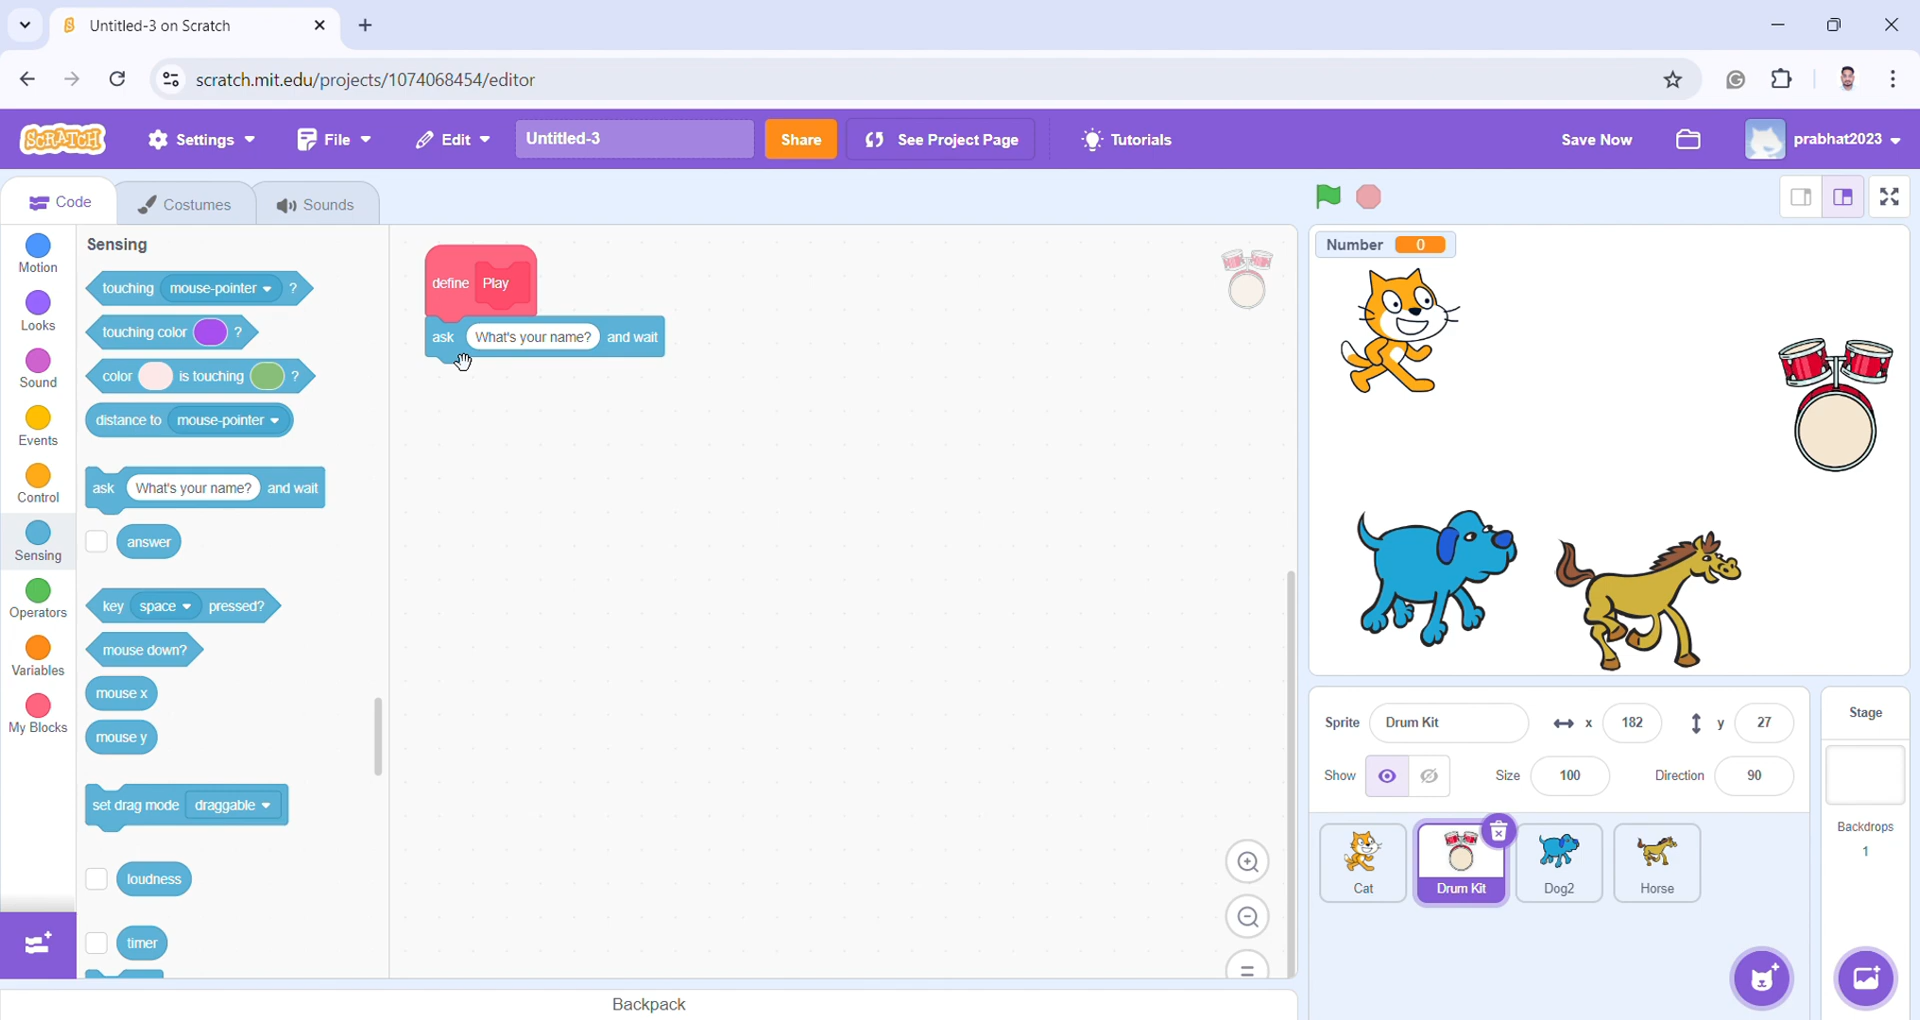 Untitled-3 on Scratch
scratch.mit.edu/projects/1074068454/editor
SCRATCH Settings File Edit Untitled-3 Share See Project Page Tutorials Save Now prabhat2023
Code Costumes Sounds
Motion
Looks
Sound
Events
Control
Sensing
Operators
Variables
My Blocks
Sensing
touching mouse-pointer ?
touching color ?
color is touching ?
distance to mouse-pointer
ask What's your name? and wait
answer
key space pressed?
mouse down?
mouse x
mouse y
set drag mode draggable
loudness
timer
define Play
ask What's your name? and wait
Backpack
Number 0
Sprite Drum Kit x 182 y 27
Show Size 100 Direction 90
Cat Drum Kit Dog2 Horse
Stage
Backdrops
1